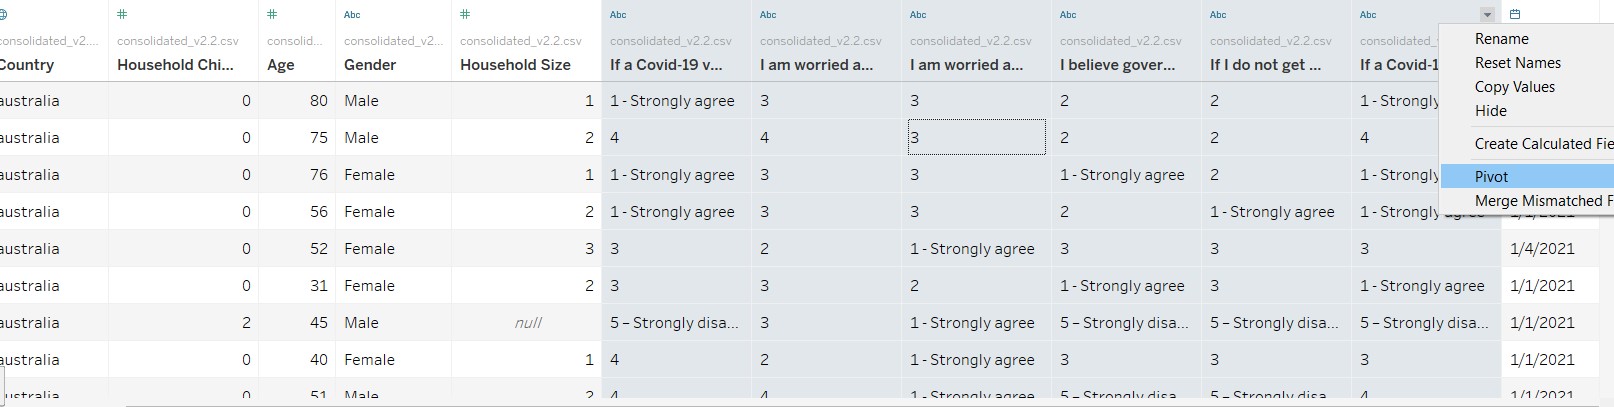 Abc Abc Abc Abc Abc Abc Abc
consolidated_v2.... consolidated_v2.2.csv consolid... consolidated_v2... consolidated_v2.2.csv consolidated_v2.2.csv consolidated_v2.2.csv consolidated_v2.2.csv consolidated_v2.2.csv consolidated_v2.2.csv consolidated_v2.2.csv
Country Household Chi... Age Gender Household Size If a Covid-19 v... I am worried a... I am worried a... I believe gover... If I do not get ... If a Covid-1
australia 0 80 Male 1 1 - Strongly agree 3 3 2 2 1 - Strongly
australia 0 75 Male 2 4 4 3 2 2 4
australia 0 76 Female 1 1 - Strongly agree 3 3 1 - Strongly agree 2 1 - Strongly
australia 0 56 Female 2 1 - Strongly agree 3 3 2 1 - Strongly agree 1 - Strongly agree 1/1/2021
australia 0 52 Female 3 3 2 1 - Strongly agree 3 3 3 1/4/2021
australia 0 31 Female 2 3 3 2 1 - Strongly agree 3 1 - Strongly agree 1/1/2021
australia 2 45 Male null 5 – Strongly disa... 3 1 - Strongly agree 5 – Strongly disa... 5 – Strongly disa... 5 – Strongly disa... 1/1/2021
australia 0 40 Female 1 4 2 1 - Strongly agree 3 3 3 1/1/2021
australia 0 51 Male 2 4 4 1 - Strongly agree 5 – Strongly disa... 5 – Strongly disa... 4 1/1/2021
Rename
Reset Names
Copy Values
Hide
Create Calculated Fie
Pivot
Merge Mismatched F